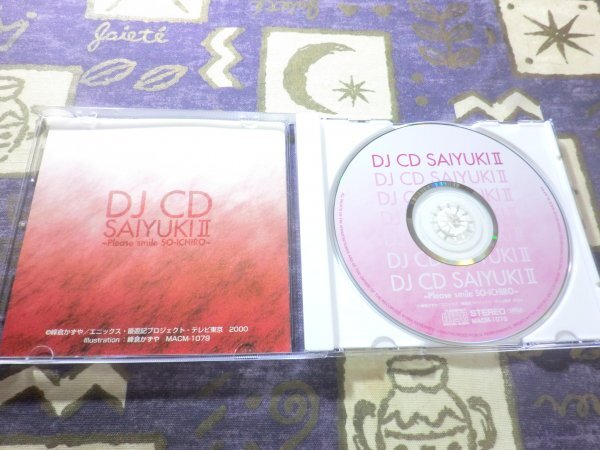 Gaieté
DJ CD
SAIYUKI II
~Please smile SO-ICHIRO~
©峰倉かずや/エニックス・最遊記プロジェクト・テレビ東京 2000
Illustration：峰倉かずや MACM-1079
DJ CD SAIYUKI II
DJ CD SAIYUKI II
DJ CD SAIYUKI II
DJ CD SAIYUKI II
~Please smile SO-ICHIRO~
STEREO
MACM-1079